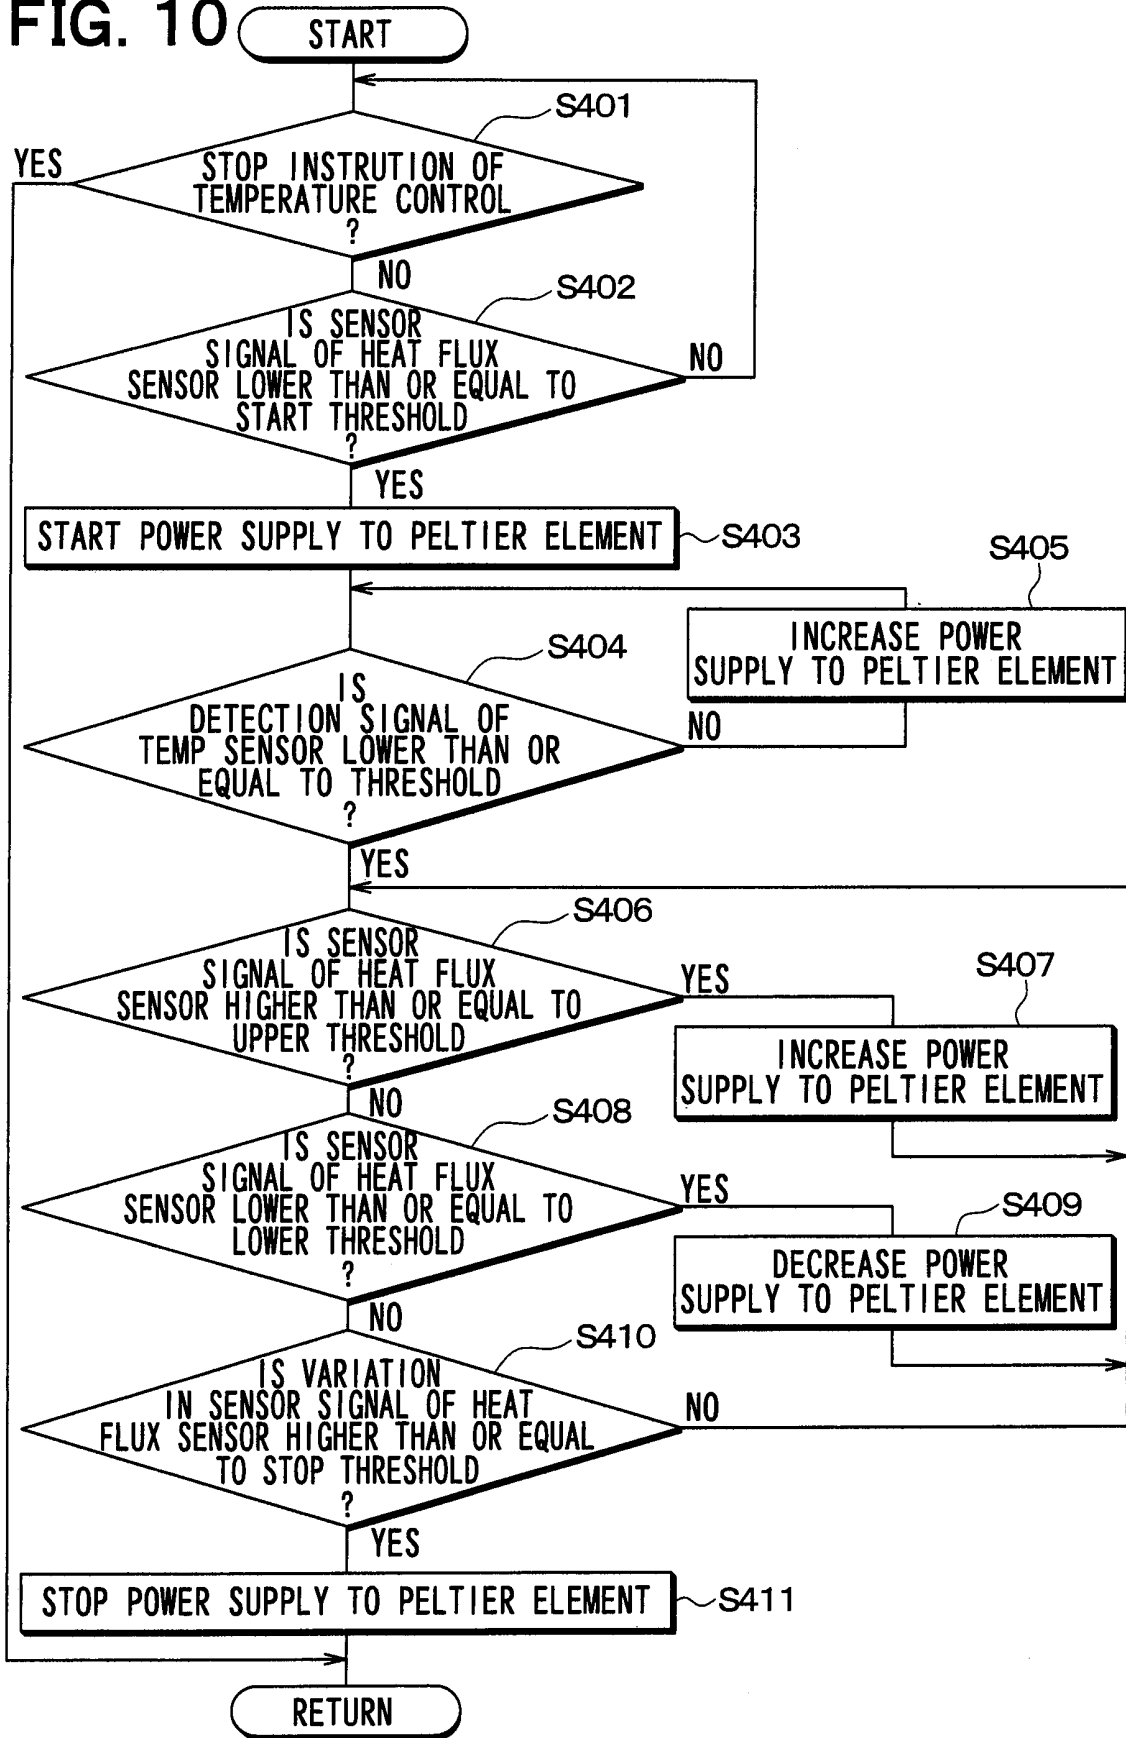 FIG. 10
START
S401
YES
STOP INSTRUTION OF
TEMPERATURE CONTROL
?
NO
S402
IS SENSOR
SIGNAL OF HEAT FLUX
SENSOR LOWER THAN OR EQUAL TO
START THRESHOLD
?
NO
YES
START POWER SUPPLY TO PELTIER ELEMENT
S403
S405
INCREASE POWER
SUPPLY TO PELTIER ELEMENT
S404
IS
DETECTION SIGNAL OF
TEMP SENSOR LOWER THAN OR
EQUAL TO THRESHOLD
?
NO
YES
S406
IS SENSOR
SIGNAL OF HEAT FLUX
SENSOR HIGHER THAN OR EQUAL TO
UPPER THRESHOLD
?
YES
S407
INCREASE POWER
SUPPLY TO PELTIER ELEMENT
NO
S408
IS SENSOR
SIGNAL OF HEAT FLUX
SENSOR LOWER THAN OR EQUAL TO
LOWER THRESHOLD
?
YES
S409
DECREASE POWER
SUPPLY TO PELTIER ELEMENT
NO
S410
IS VARIATION
IN SENSOR SIGNAL OF HEAT
FLUX SENSOR HIGHER THAN OR EQUAL
TO STOP THRESHOLD
?
NO
YES
STOP POWER SUPPLY TO PELTIER ELEMENT
S411
RETURN